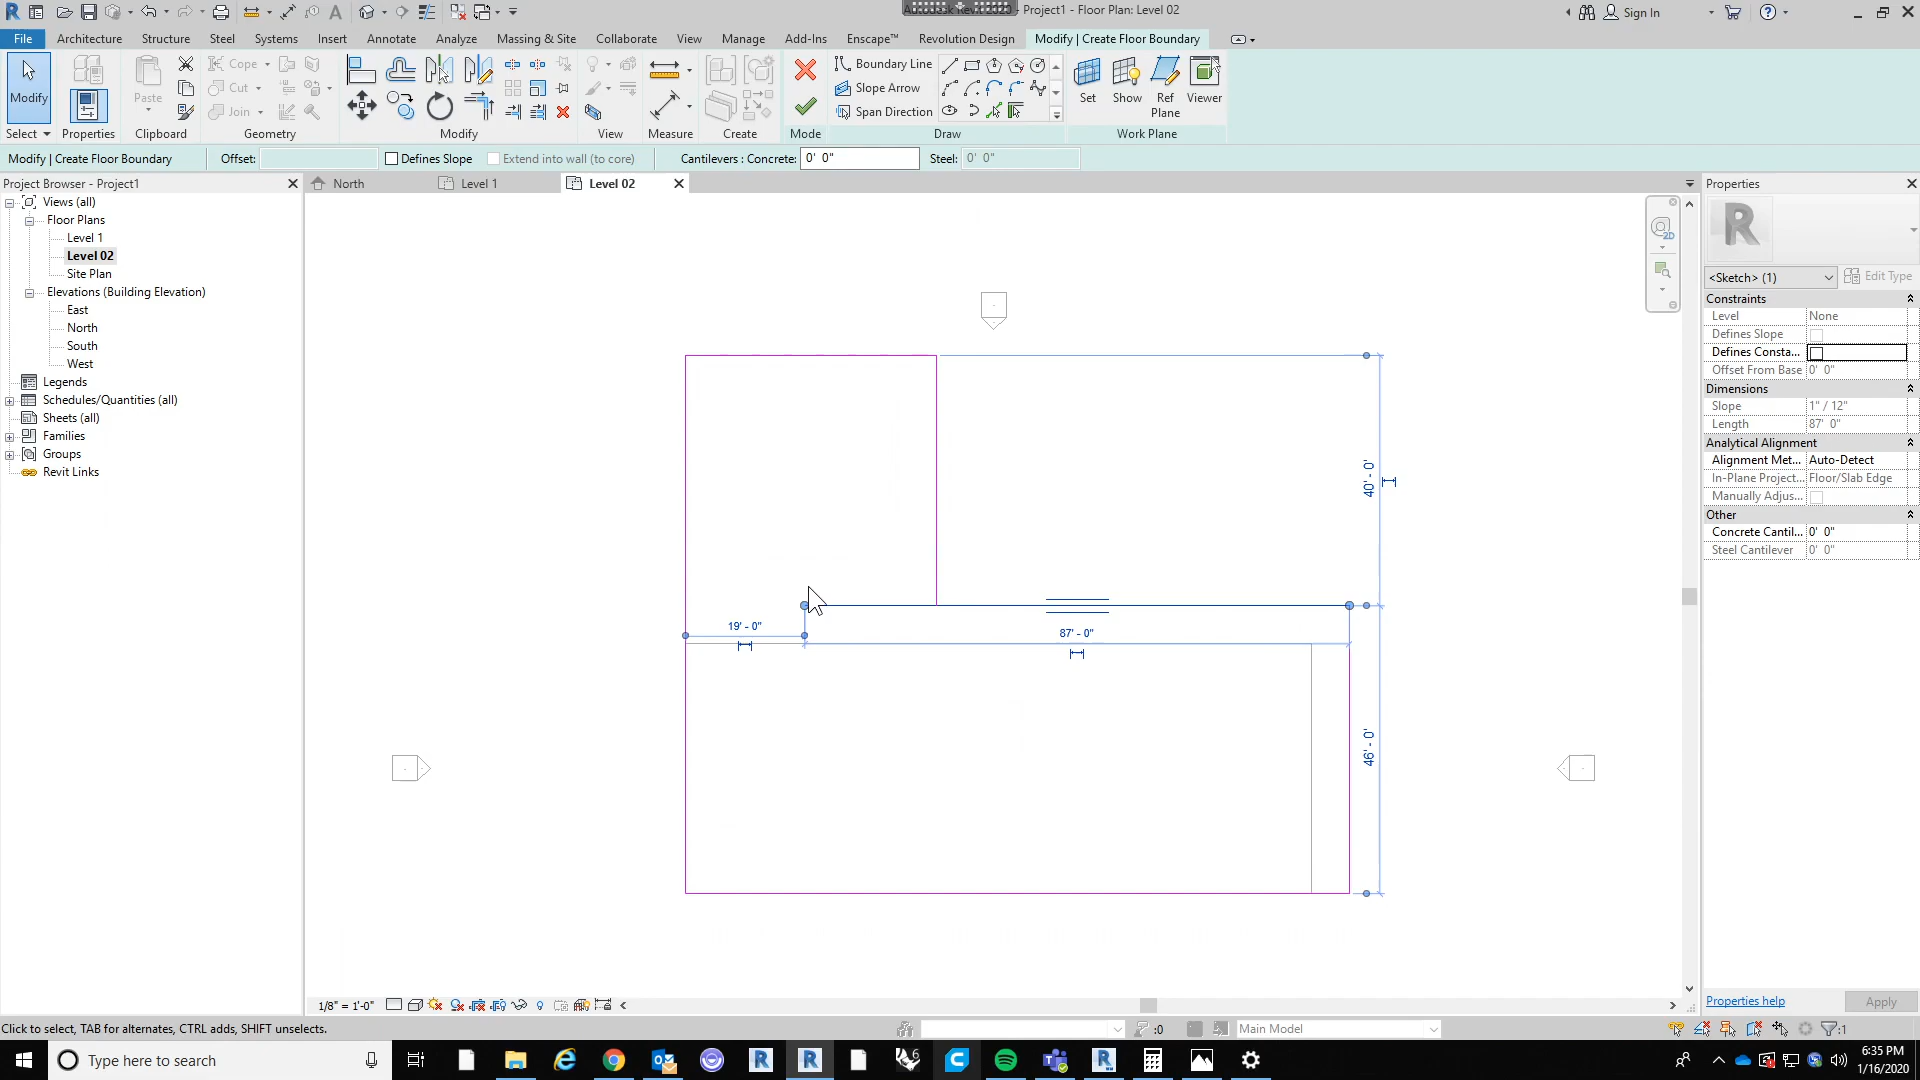 Autodesk Revit 2020 - Project1 - Floor Plan: Level 02
Sign In
File Architecture Structure Steel Systems Insert Annotate Analyze Massing & Site Collaborate View Manage Add-Ins Enscape™ Revolution Design Modify | Create Floor Boundary
Modify
Paste
Cope
Cut
Join
Boundary Line
Slope Arrow
Span Direction
Set
Show
Ref
Plane
Viewer
Select Properties Clipboard Geometry Modify View Measure Create Mode Draw Work Plane
Modify | Create Floor Boundary Offset: Defines Slope Extend into wall (to core) Cantilevers : Concrete: 0' 0" Steel: 0' 0"
Project Browser - Project1
North Level 1 Level 02
Properties
Views (all)
Floor Plans
Level 1
Level 02
Site Plan
Elevations (Building Elevation)
East
North
South
West
Legends
Schedules/Quantities (all)
Sheets (all)
Families
Groups
Revit Links
2D
40' - 0"
19' - 0"
87' - 0"
46' - 0"
R
<Sketch> (1) Edit Type
Constraints
Level None
Defines Slope
Defines Consta...
Offset From Base 0' 0"
Dimensions
Slope 1" / 12"
Length 87' 0"
Analytical Alignment
Alignment Met... Auto-Detect
In-Plane Project... Floor/Slab Edge
Manually Adjus...
Other
Concrete Cantil... 0' 0"
Steel Cantilever 0' 0"
Properties help Apply
1/8" = 1'-0"
Click to select, TAB for alternates, CTRL adds, SHIFT unselects.
:0
Main Model
:1
Type here to search
6:35 PM
1/16/2020